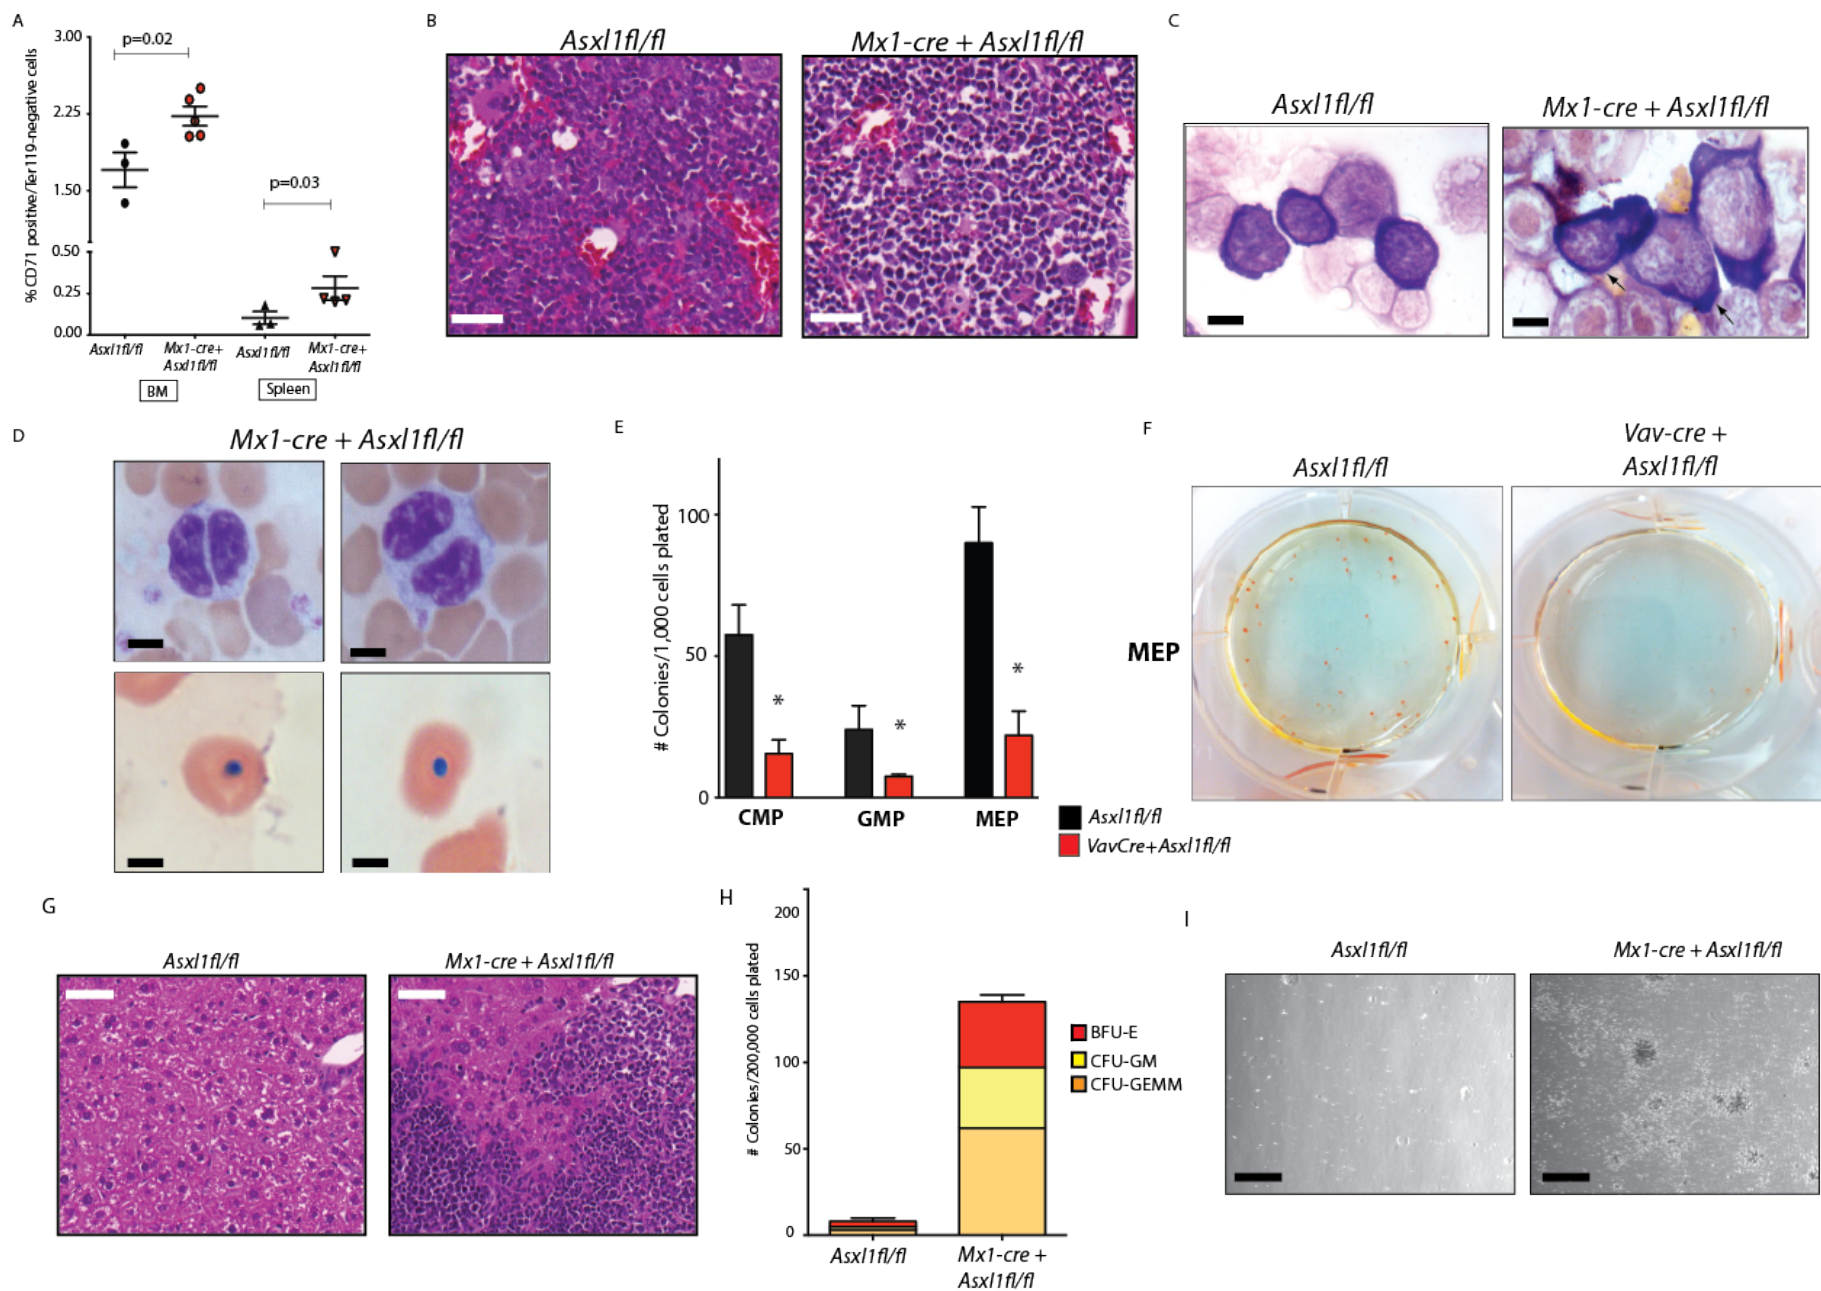 A
3.00
2.25
1.50
0.50
0.25
0.00
% CD71 positive/Ter119-negative cells
p=0.02
p=0.03
Asxl1fl/fl
Mx1-cre+
Asxl1fl/fl
Asxl1fl/fl
Mx1-cre+
Asxl1fl/fl
BM
Spleen
B
Asxl1fl/fl
Mx1-cre + Asxl1fl/fl
C
Asxl1fl/fl
Mx1-cre + Asxl1fl/fl
D
Mx1-cre + Asxl1fl/fl
E
# Colonies/1,000 cells plated
100
50
0
*
*
*
CMP
GMP
MEP
Asxl1fl/fl
VavCre+Asxl1fl/fl
F
Asxl1fl/fl
Vav-cre +
Asxl1fl/fl
MEP
G
Asxl1fl/fl
Mx1-cre + Asxl1fl/fl
H
# Colonies/200,000 cells plated
200
150
100
50
0
BFU-E
CFU-GM
CFU-GEMM
Asxl1fl/fl
Mx1-cre +
Asxl1fl/fl
I
Asxl1fl/fl
Mx1-cre + Asxl1fl/fl